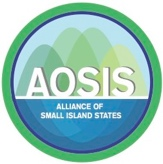 AOSIS
ALLIANCE OF
SMALL ISLAND STATES